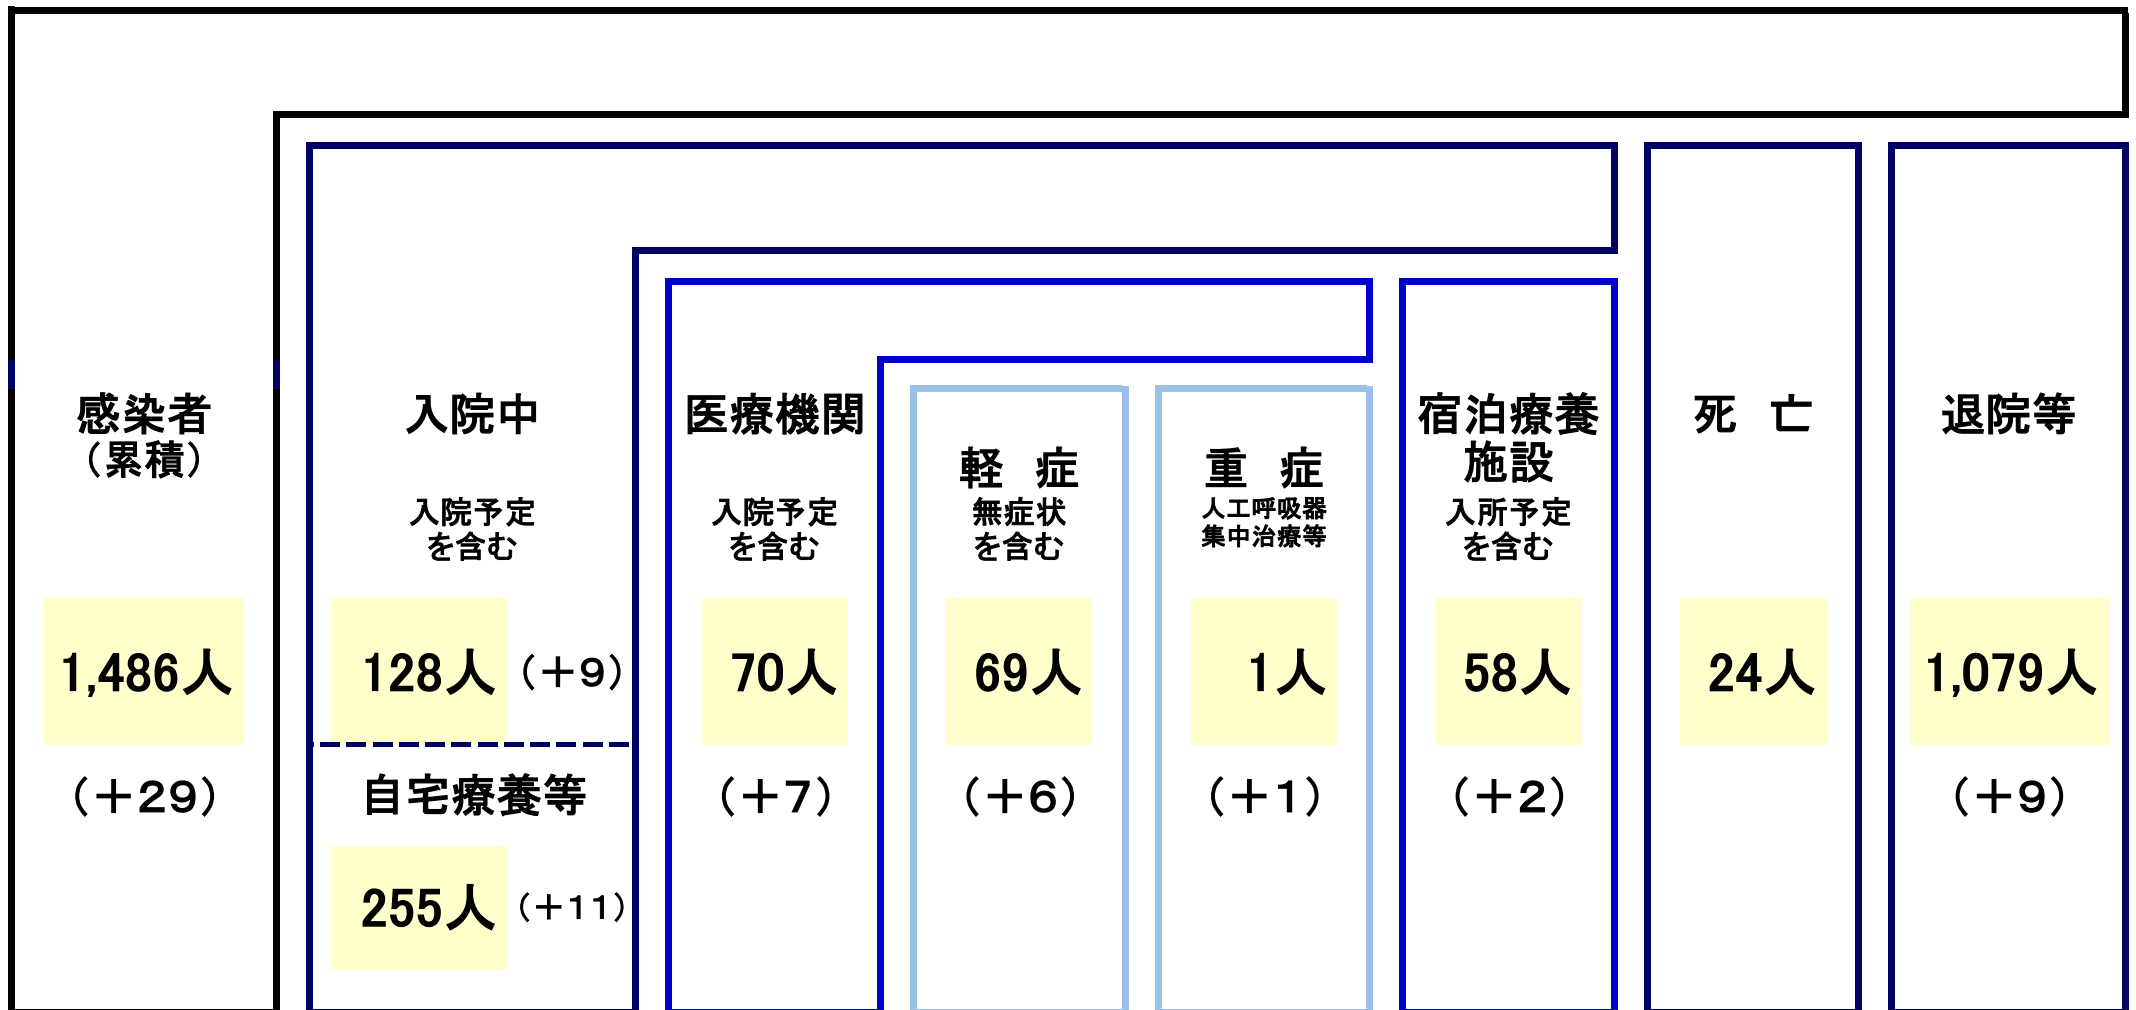 感染者
（累積）
1,486人
（＋29）
入院中
入院予定
を含む
128人（＋9）
自宅療養等
255人（＋11）
医療機関
入院予定
を含む
70人
（＋7）
軽　症
無症状
を含む
69人
（＋6）
重　症
人工呼吸器
集中治療等
1人
（＋1）
宿泊療養
施設
入所予定
を含む
58人
（＋2）
死　亡
24人
退院等
1,079人
（＋9）